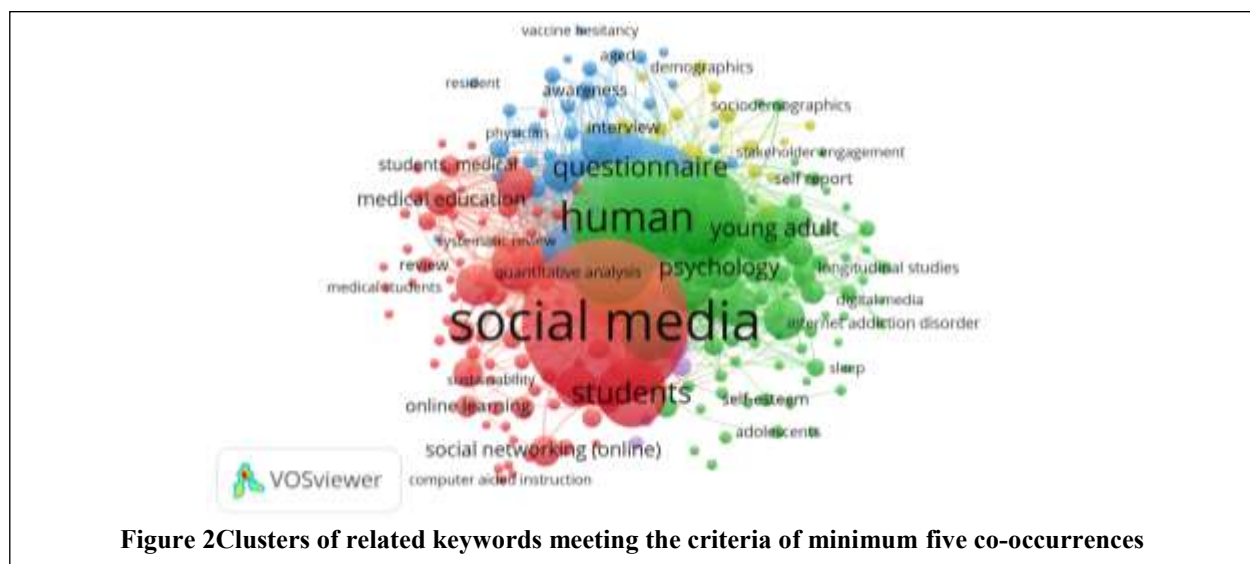 vaccine hesitancy
aged
demographics
resident
awareness
sociodemographics
physician
interview
stakeholder engagement
students, medical
questionnaire
self report
medical education
human
young adult
systematic review
review
quantitative analysis
psychology
longitudinal studies
medical students
digital media
social media
internet addiction disorder
sleep
sustainability
students
self-esteem
online learning
adolescents
social networking (online)
VOSviewer
computer aided instruction
Figure 2Clusters of related keywords meeting the criteria of minimum five co-occurrences